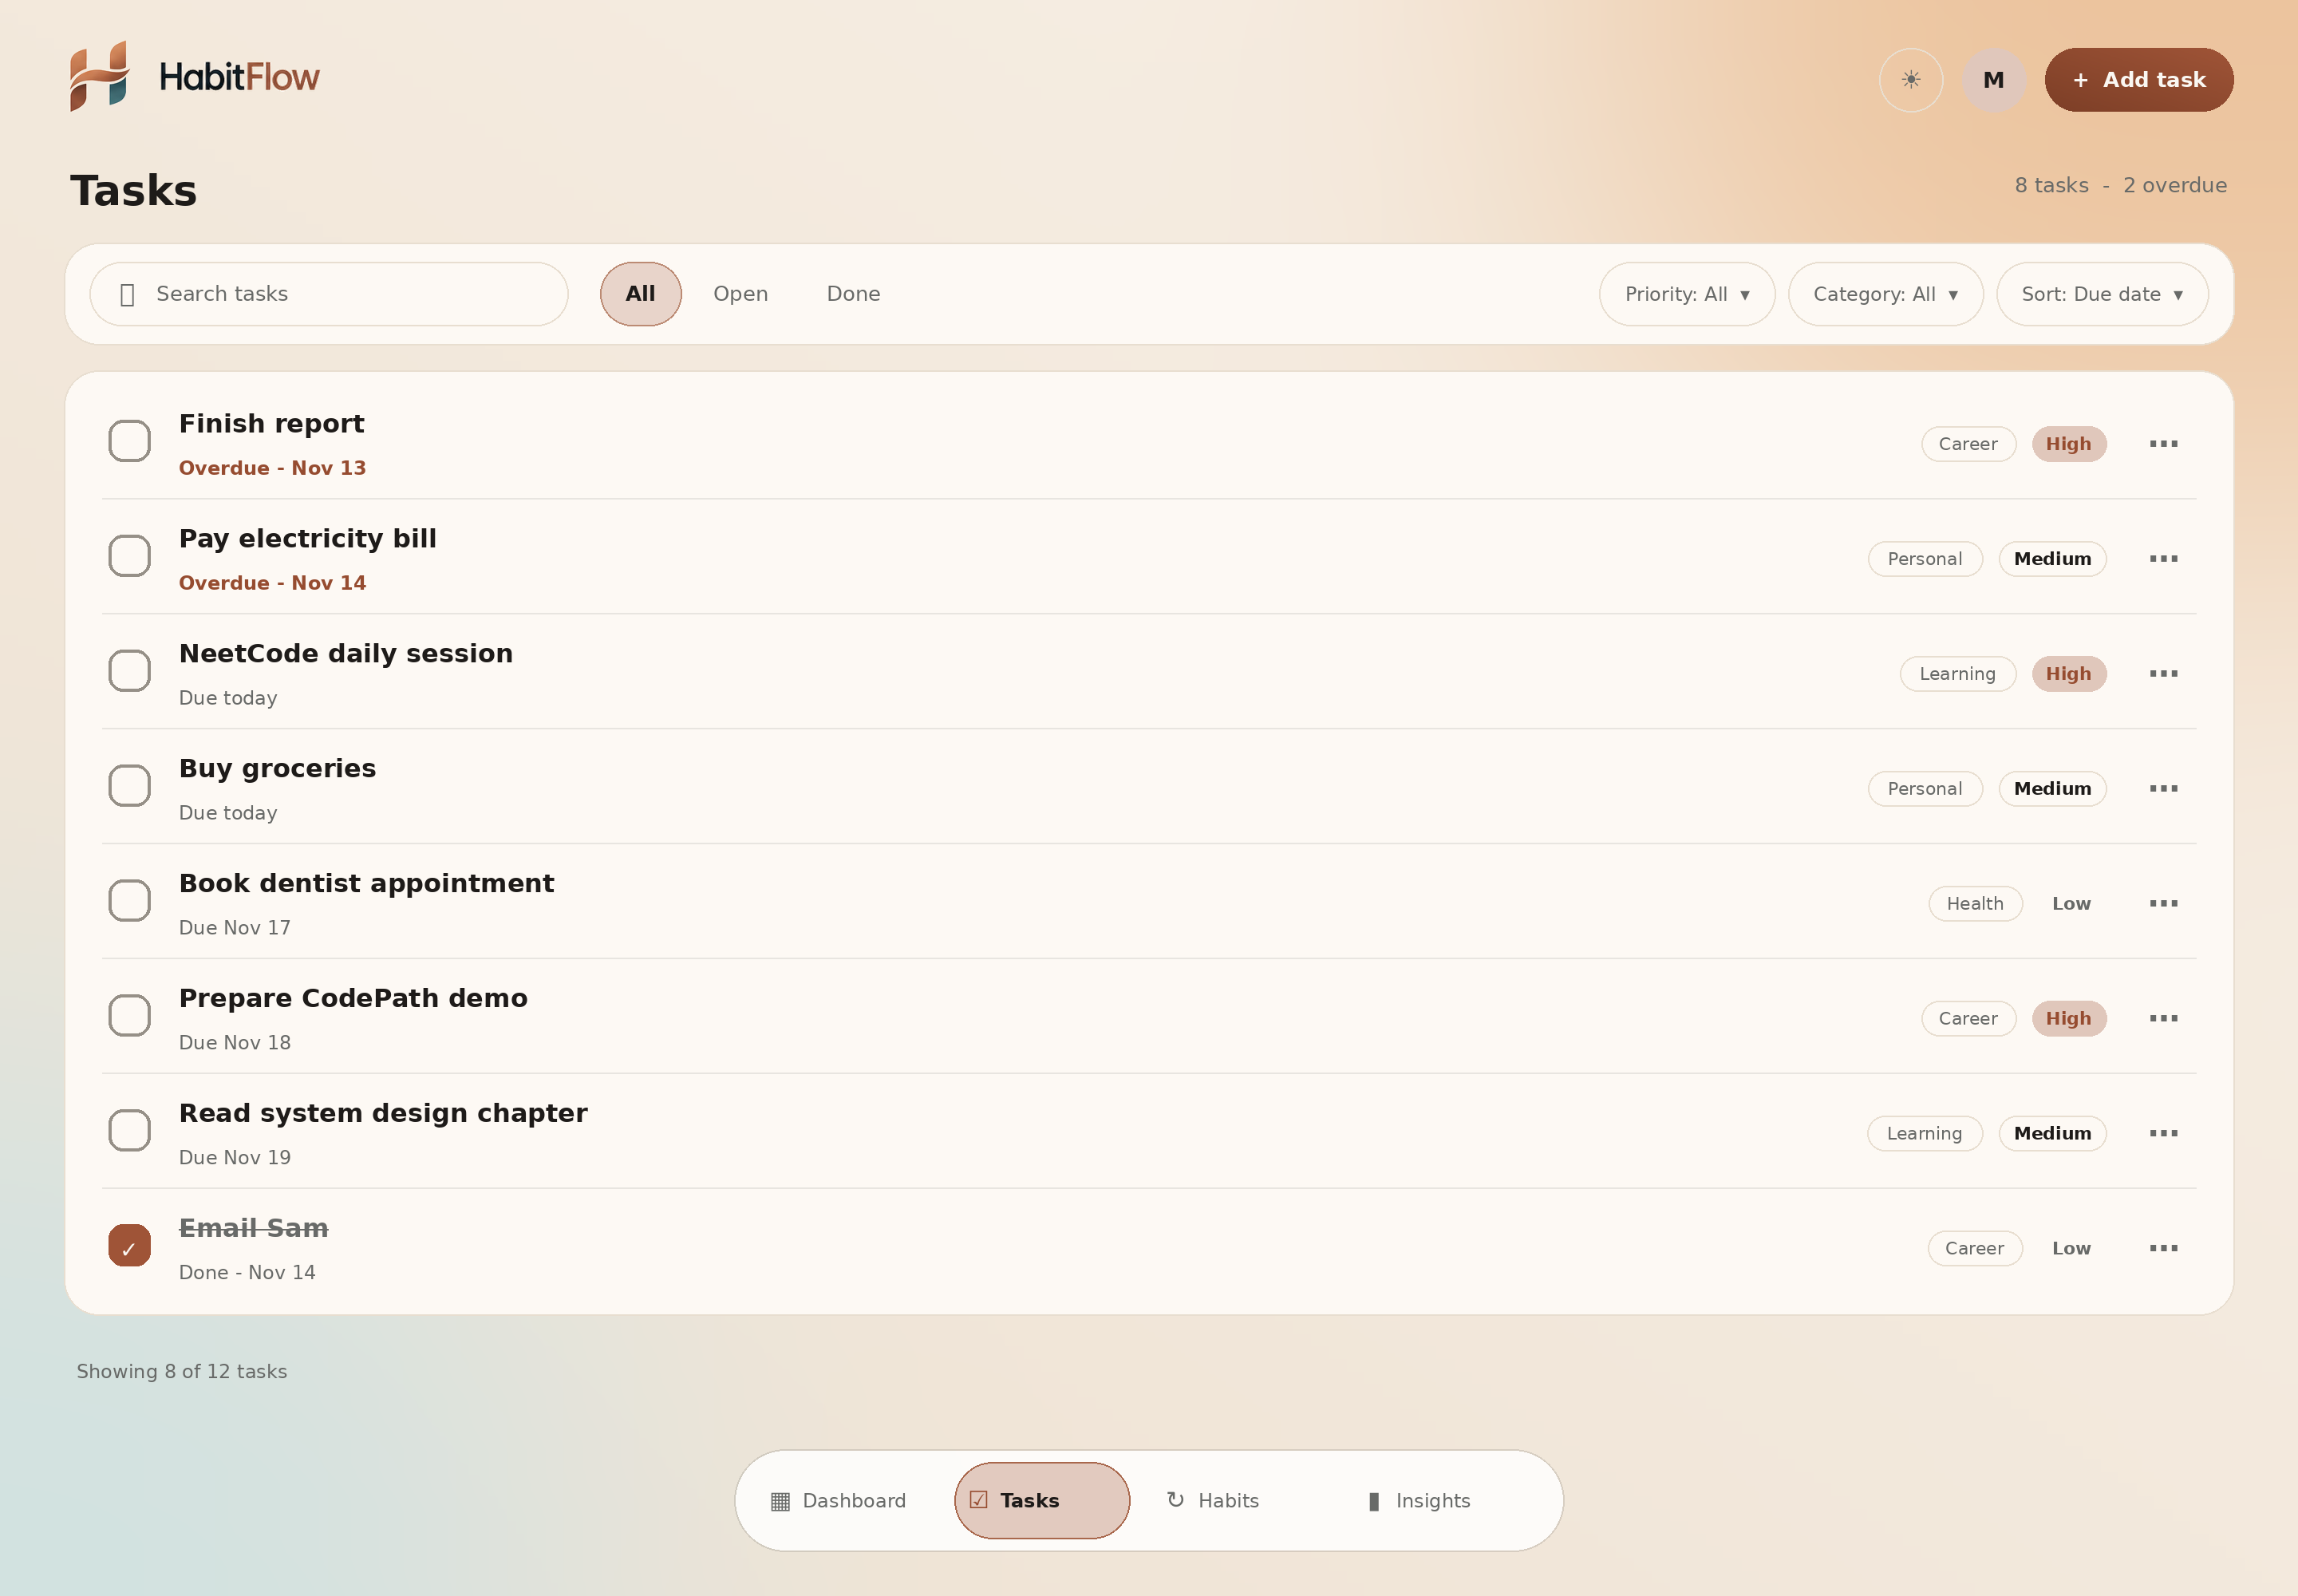 HabitFlow
M
+ Add task
Tasks
8 tasks - 2 overdue
Search tasks
All
Open
Done
Priority: All ▾
Category: All ▾
Sort: Due date ▾
Finish report
Overdue - Nov 13
Career
High
Pay electricity bill
Overdue - Nov 14
Personal
Medium
NeetCode daily session
Due today
Learning
High
Buy groceries
Due today
Personal
Medium
Book dentist appointment
Due Nov 17
Health
Low
Prepare CodePath demo
Due Nov 18
Career
High
Read system design chapter
Due Nov 19
Learning
Medium
Email Sam
Done - Nov 14
Career
Low
Showing 8 of 12 tasks
Dashboard
Tasks
Habits
Insights